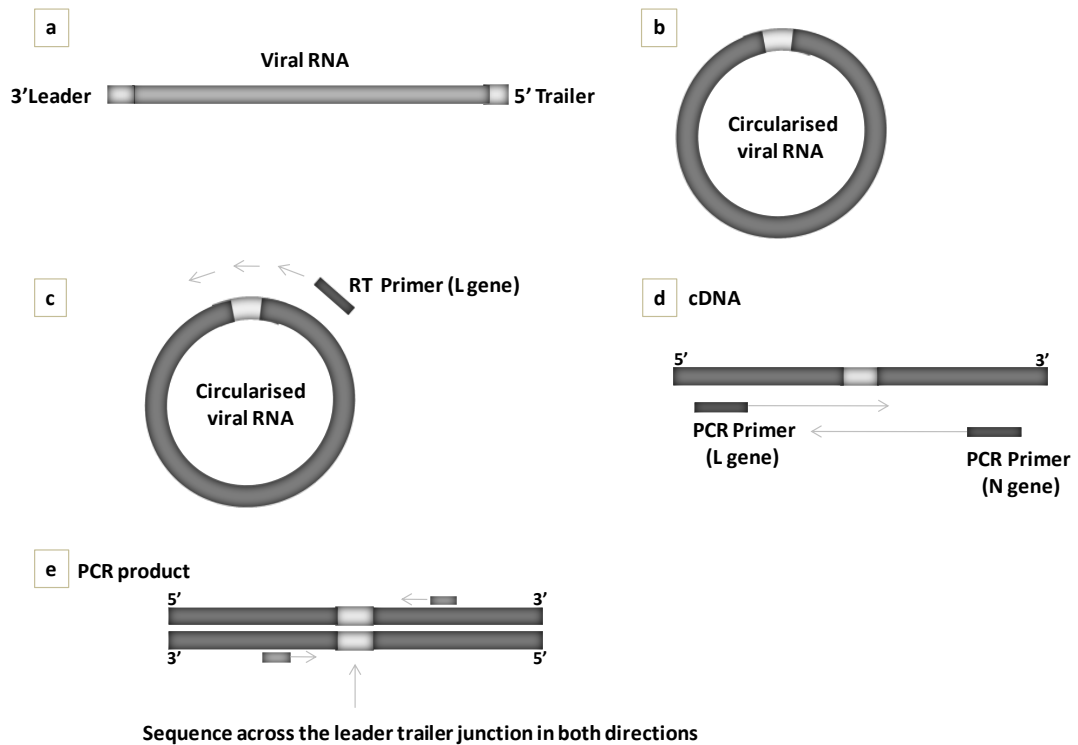 a
Viral RNA
3’Leader
5’ Trailer
b
Circularised
viral RNA
c
RT Primer (L gene)
Circularised
viral RNA
d cDNA
5’ 3’
PCR Primer
(L gene)
PCR Primer
(N gene)
e PCR product
5’ 3’
3’ 5’
Sequence across the leader trailer junction in both directions